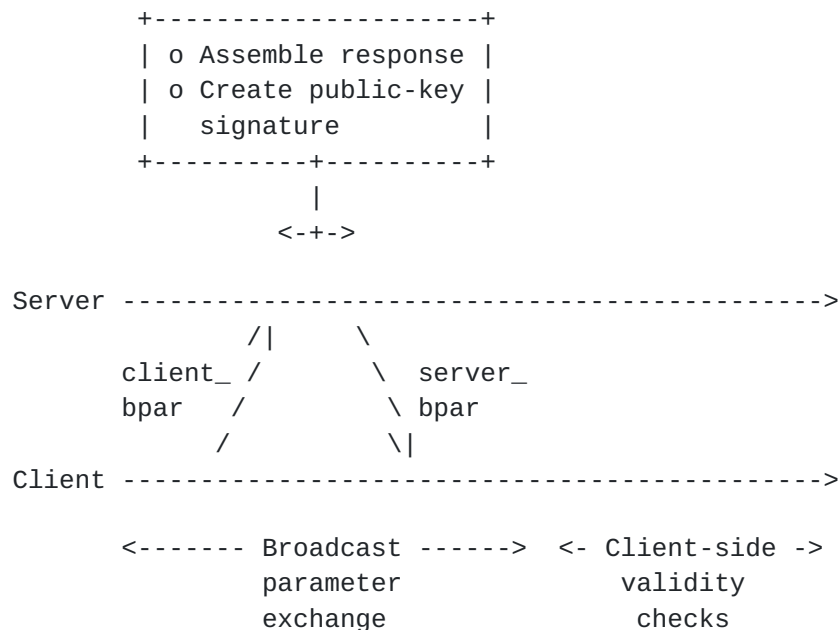 +---------------------+
| o Assemble response |
| o Create public-key |
|   signature         |
+----------+----------+
           |
         <-+->
Server --------------------------------------------->
        /|     \
client_ /       \  server_
bpar   /         \ bpar
      /          \|
Client --------------------------------------------->
<------- Broadcast ------>  <- Client-side ->
         parameter              validity
         exchange                checks